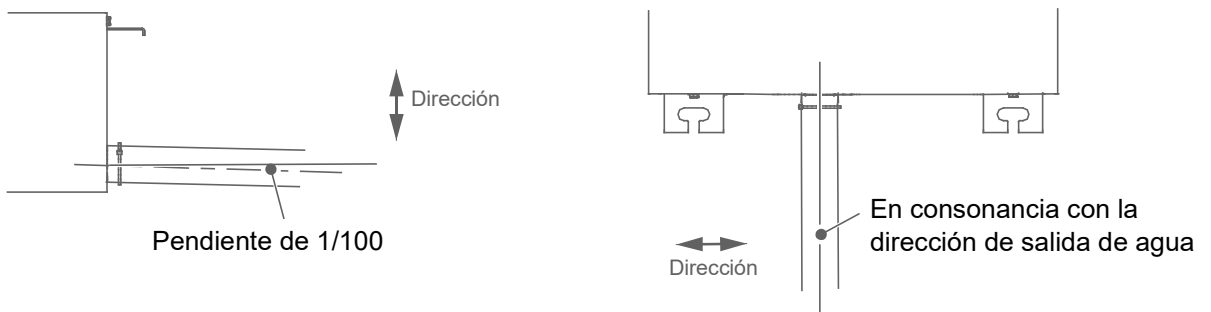 Dirección
Pendiente de 1/100
En consonancia con la
dirección de salida de agua
Dirección